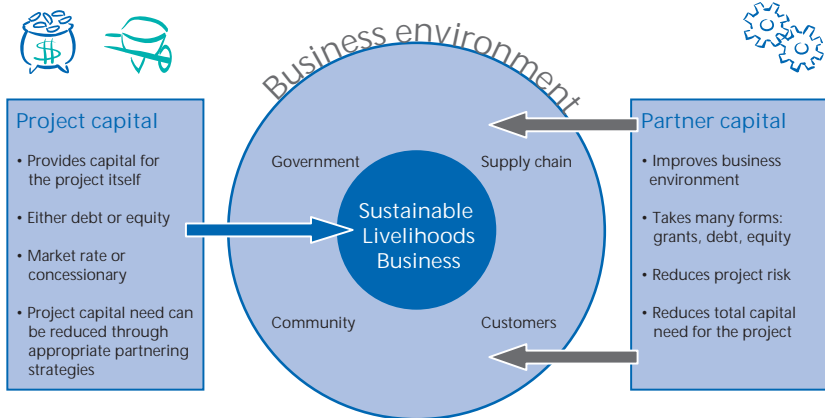 $
Business environment
Project capital
• Provides capital for
the project itself
• Either debt or equity
• Market rate or
concessionary
• Project capital need can
be reduced through
appropriate partnering
strategies
Government
Supply chain
Sustainable
Livelihoods
Business
Community
Customers
Partner capital
• Improves business
environment
• Takes many forms:
grants, debt, equity
• Reduces project risk
• Reduces total capital
need for the project